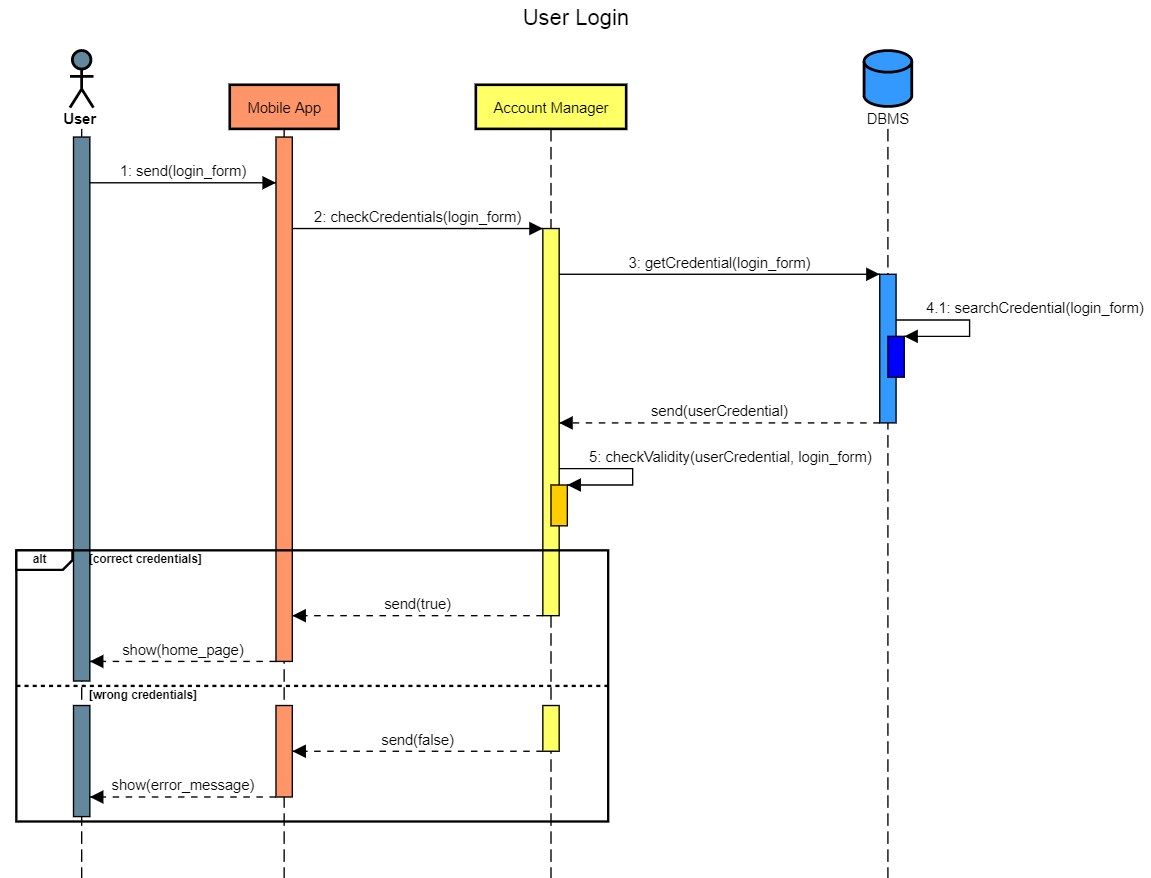 User Login
User
Mobile App
Account Manager
DBMS
1: send(login_form)
2: checkCredentials(login_form)
3: getCredential(login_form)
4.1: searchCredential(login_form)
send(userCredential)
5: checkValidity(userCredential, login_form)
alt
[correct credentials]
send(true)
show(home_page)
[wrong credentials]
send(false)
show(error_message)